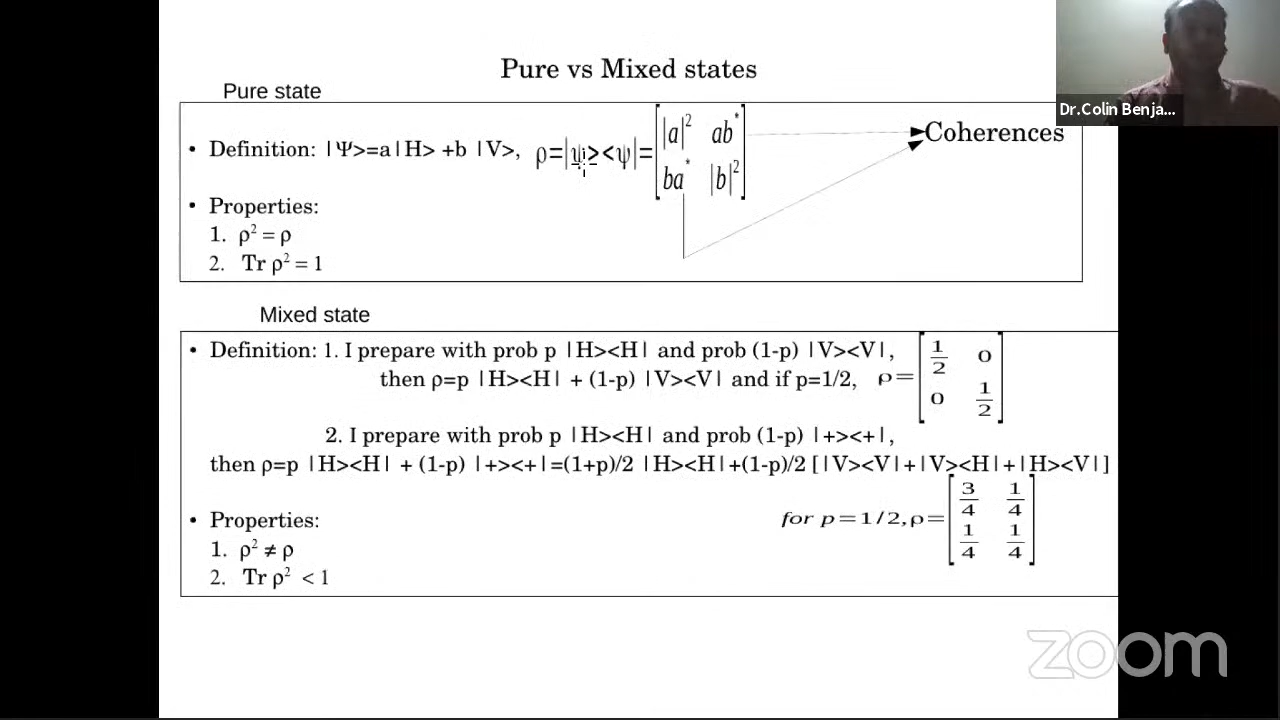 Pure vs Mixed states
Pure state
• Definition: |Ψ>=a|H> +b |V>, ρ=|ψ><ψ|= [ |a|² ab* ]
[ ba* |b|² ]
Coherences
• Properties:
1. ρ² = ρ
2. Tr ρ² = 1
Mixed state
• Definition: 1. I prepare with prob p |H><H| and prob (1-p) |V><V|,
then ρ=p |H><H| + (1-p) |V><V| and if p=1/2, ρ= [ 1/2 0 ]
[ 0 1/2 ]
2. I prepare with prob p |H><H| and prob (1-p) |+><+|,
then ρ=p |H><H| + (1-p) |+><+|=(1+p)/2 |H><H|+(1-p)/2 [|V><V|+|V><H|+|H><V|]
for p=1/2,ρ= [ 3/4 1/4 ]
[ 1/4 1/4 ]
• Properties:
1. ρ² ≠ ρ
2. Tr ρ² < 1
Dr.Colin Benja...
zoom